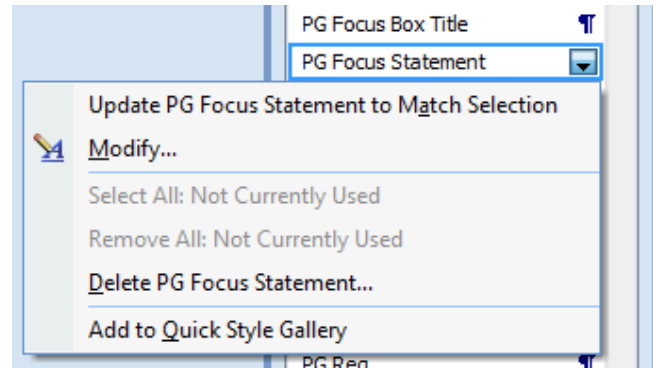 PG Focus Box Title ¶
PG Focus Statement
Update PG Focus Statement to Match Selection
Modify...
Select All: Not Currently Used
Remove All: Not Currently Used
Delete PG Focus Statement...
Add to Quick Style Gallery
PG Req ¶